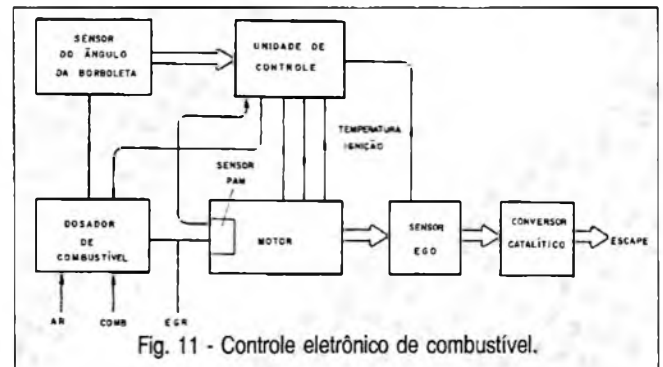 SENSOR
DO ÂNGULO
DA BORBOLETA
UNIDADE DE
CONTROLE
TEMPERATURA
IGNIÇÃO
SENSOR
PAM
DOSADOR
DE
COMBUSTÍVEL
MOTOR
SENSOR
EGO
CONVERSOR
CATALÍTICO
ESCAPE
AR
COMB
EGR
Fig. 11 - Controle eletrônico de combustível.